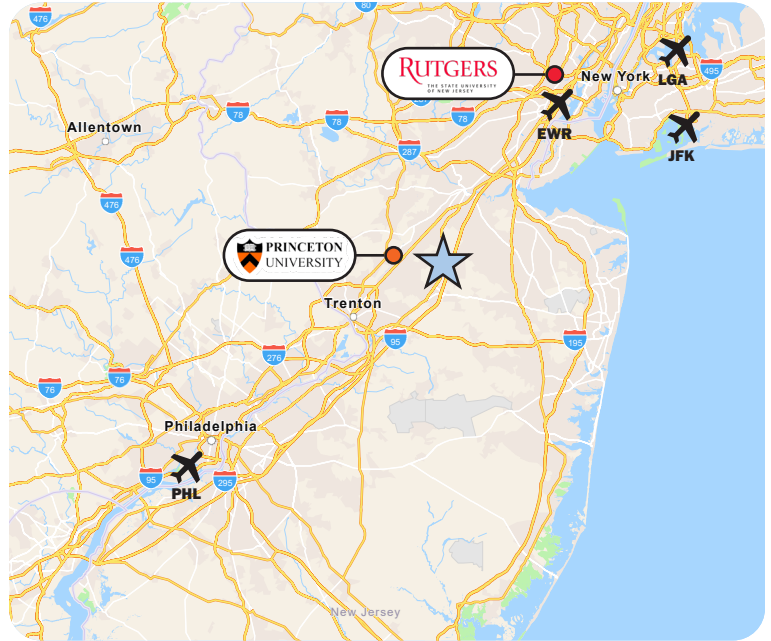 476
80
RUTGERS
THE STATE UNIVERSITY
OF NEW JERSEY
New York
LGA
495
78
78
78
EWR
Allentown
JFK
287
476
PRINCETON
UNIVERSITY
476
Trenton
95
195
276
76
76
Philadelphia
95
PHL
295
New Jersey